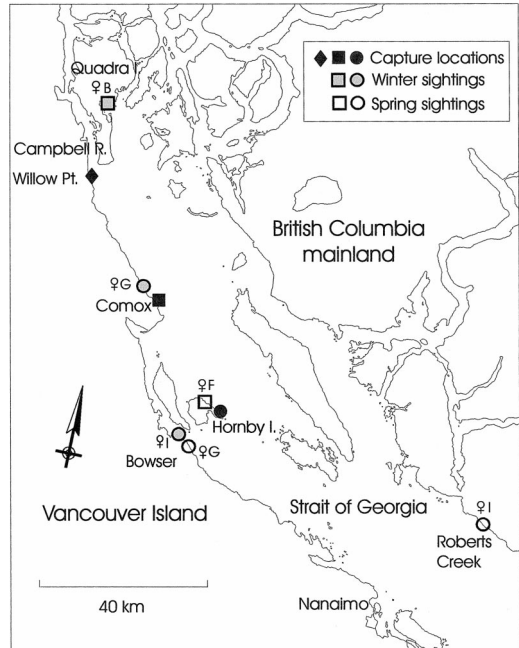 Capture locations
Winter sightings
Spring sightings
Quadra I.
♀B
Campbell R.
Willow Pt.
British Columbia
mainland
♀G
Comox
♀F
Hornby I.
♀I
♀G
Bowser
Vancouver Island
Strait of Georgia
♀I
Roberts
Creek
40 km
Nanaimo